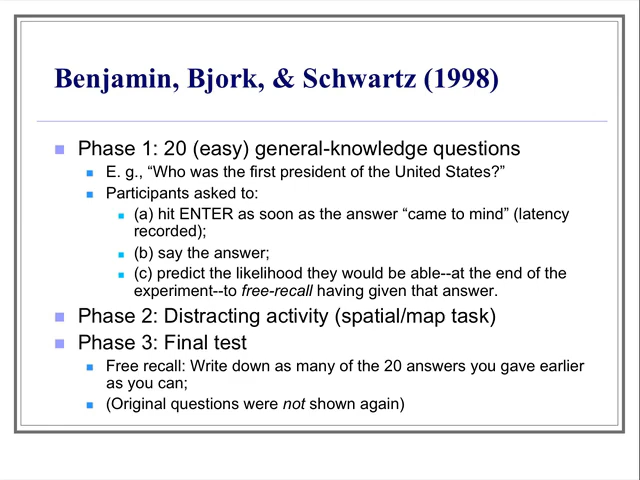 Benjamin, Bjork, & Schwartz (1998)
Phase 1: 20 (easy) general-knowledge questions
E. g., “Who was the first president of the United States?”
Participants asked to:
(a) hit ENTER as soon as the answer “came to mind” (latency
recorded);
(b) say the answer;
(c) predict the likelihood they would be able--at the end of the
experiment--to free-recall having given that answer.
Phase 2: Distracting activity (spatial/map task)
Phase 3: Final test
Free recall: Write down as many of the 20 answers you gave earlier
as you can;
(Original questions were not shown again)